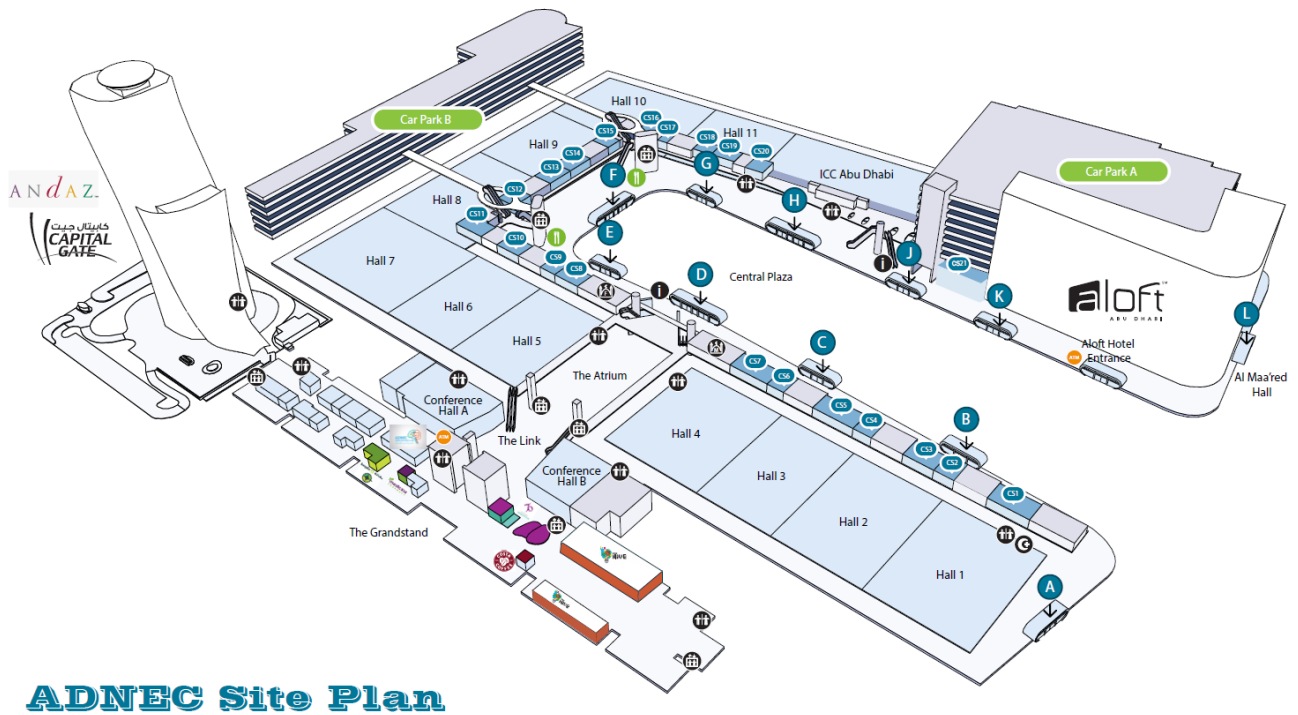 Hall 10
CS16
CS17
Hall 11
CS18
CS19
CS20
Car Park B
CS15
Hall 9
CS14
CS13
G
ICC Abu Dhabi
Car Park A
F
H
ANdAZ
CS12
Hall 8
CS11
كابيتال جيت
CAPITAL
GATE
CS10
E
J
i
CS21
Hall 7
CS9
CS8
D
Central Plaza
K
aloft
ABU DHABI
L
i
Hall 6
Hall 5
C
ATM
Aloft Hotel
Entrance
The Atrium
CS7
CS6
Al Maa'red
Hall
Conference
Hall A
CS5
CS4
B
ATM
The Link
Hall 4
CS3
CS2
Conference
Hall B
Hall 3
CS1
Hall 2
The Grandstand
Hall 1
A
ADNEC Site Plan